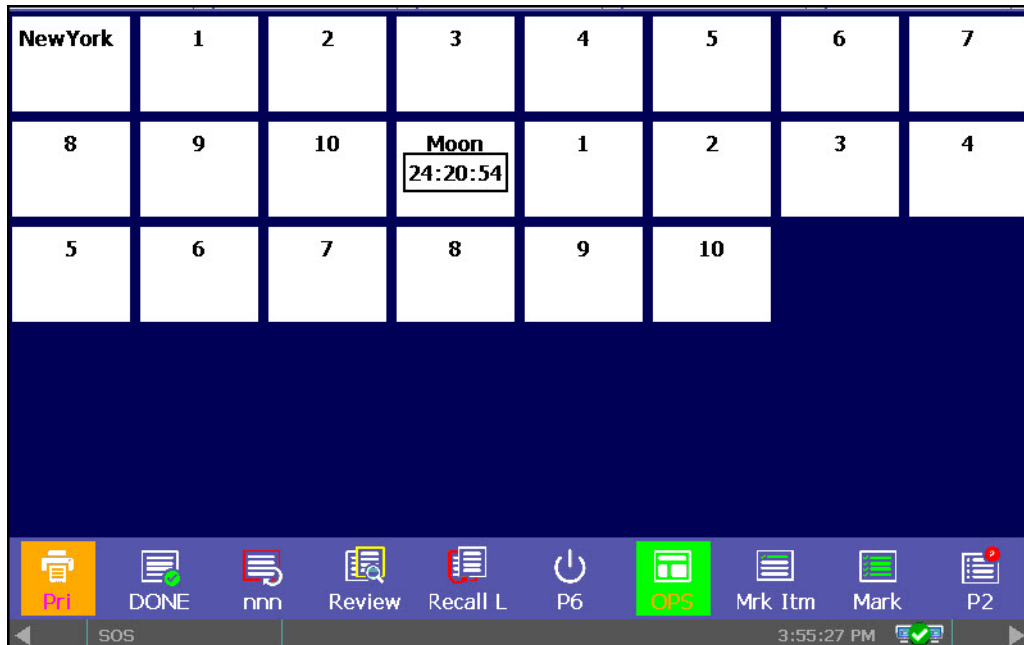 NewYork 1 2 3 4 5 6 7
8 9 10 Moon 1 2 3 4
24:20:54
5 6 7 8 9 10
Pri DONE nnn Review Recall L P6 OPS Mrk Itm Mark P2
SOS 3:55:27 PM